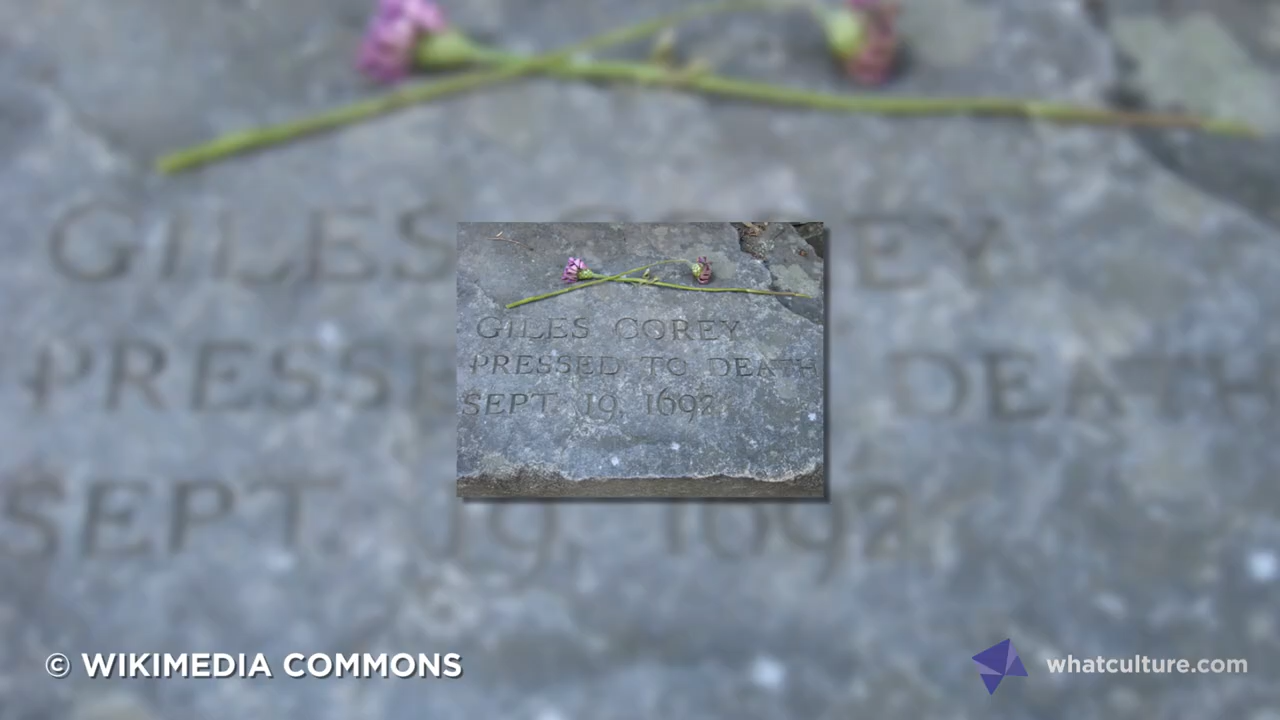 GILES COREY
PRESSED TO DEATH
SEPT. 19, 1692
© WIKIMEDIA COMMONS
whatculture.com